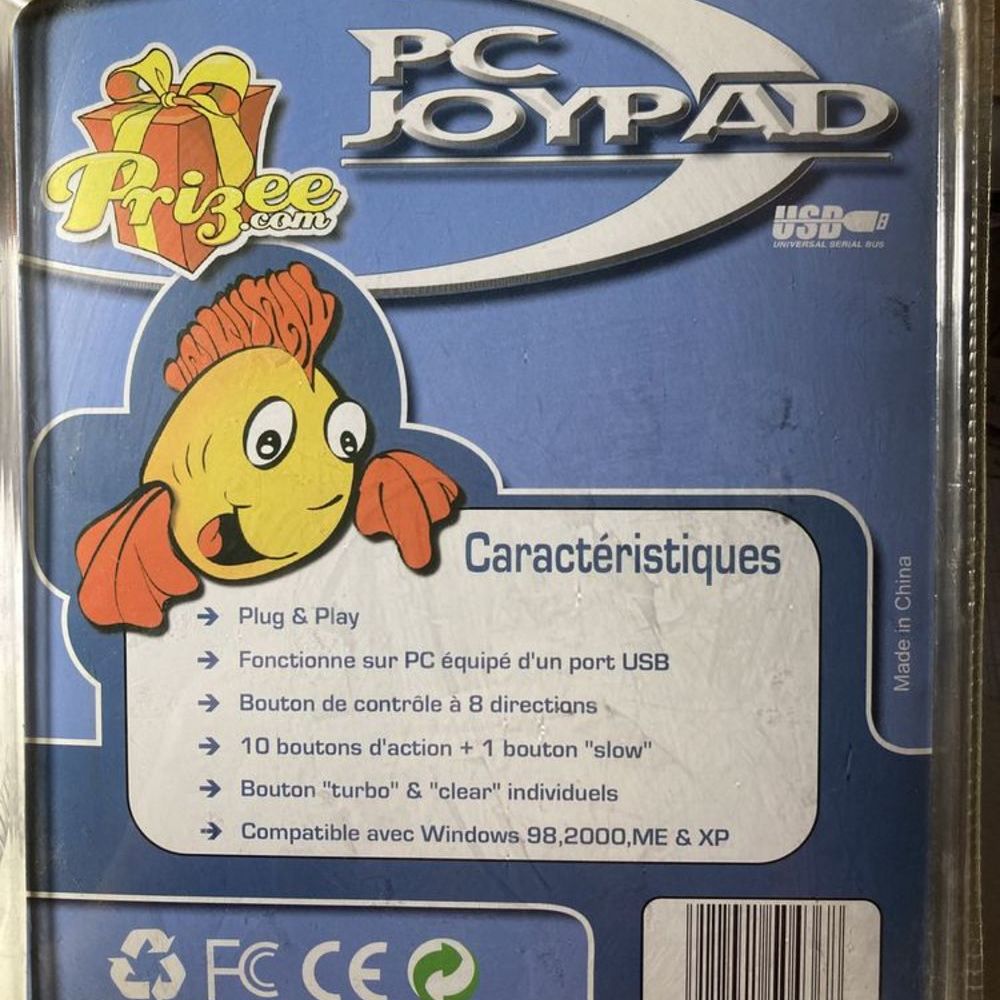 PC
JOYPAD
Prizee
.com
USB
UNIVERSAL SERIAL BUS
Caractéristiques
→ Plug & Play
→ Fonctionne sur PC équipé d'un port USB
→ Bouton de contrôle à 8 directions
→ 10 boutons d'action + 1 bouton "slow"
→ Bouton "turbo" & "clear" individuels
→ Compatible avec Windows 98,2000,ME & XP
Made in China
FC CE